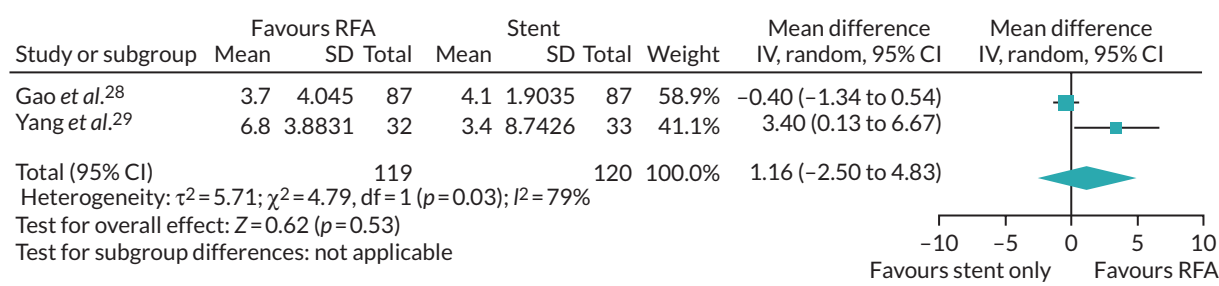 Favours RFA Stent Mean difference Mean difference
Study or subgroup Mean SD Total Mean SD Total Weight IV, random, 95% CI IV, random, 95% CI
Gao et al.28 3.7 4.045 87 4.1 1.9035 87 58.9% −0.40 (−1.34 to 0.54)
Yang et al.29 6.8 3.8831 32 3.4 8.7426 33 41.1% 3.40 (0.13 to 6.67)
Total (95% CI) 119 120 100.0% 1.16 (−2.50 to 4.83)
Heterogeneity: τ2=5.71; χ2=4.79, df=1 (p=0.03); I2=79%
Test for overall effect: Z=0.62 (p=0.53)
Test for subgroup differences: not applicable
−10 −5 0 5 10
Favours stent only Favours RFA